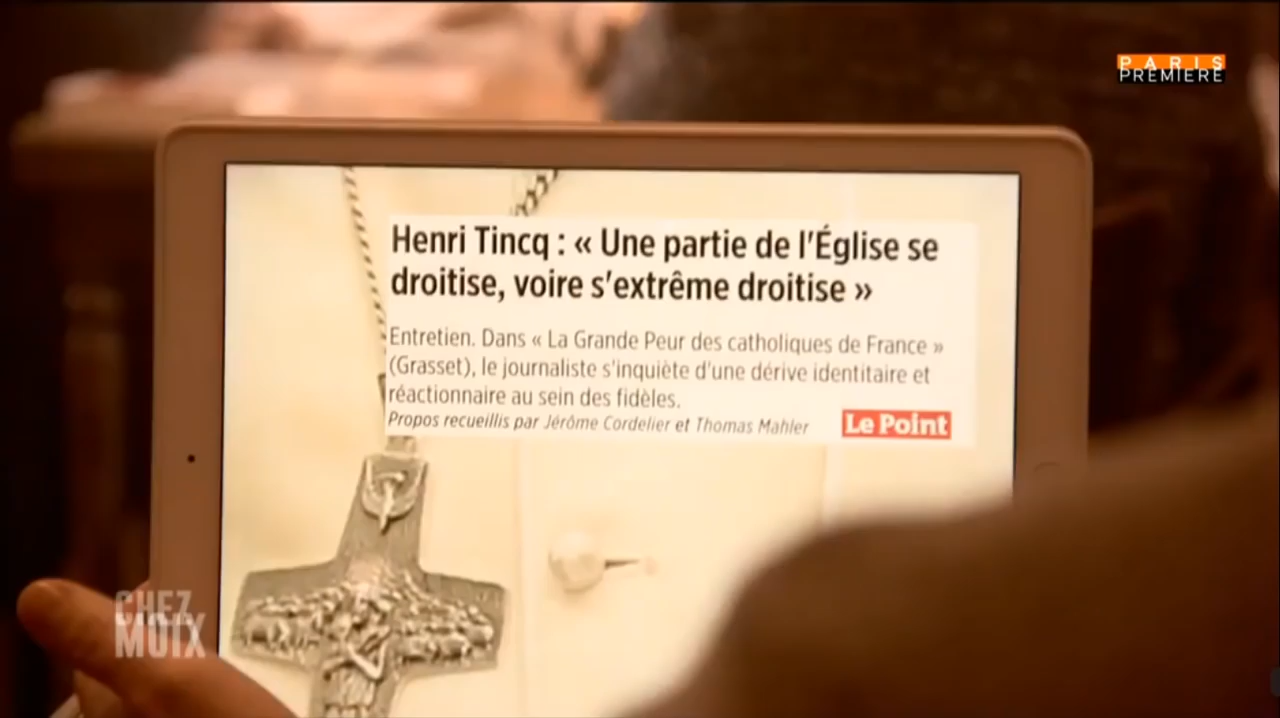 PARIS
PREMIERE
Henri Tincq : « Une partie de l'Église se
droitise, voire s'extrême droitise »
Entretien. Dans « La Grande Peur des catholiques de France »
(Grasset), le journaliste s'inquiète d'une dérive identitaire et
réactionnaire au sein des fidèles.
Propos recueillis par Jérôme Cordelier et Thomas Mahler
Le Point
CHEZ
MOIX